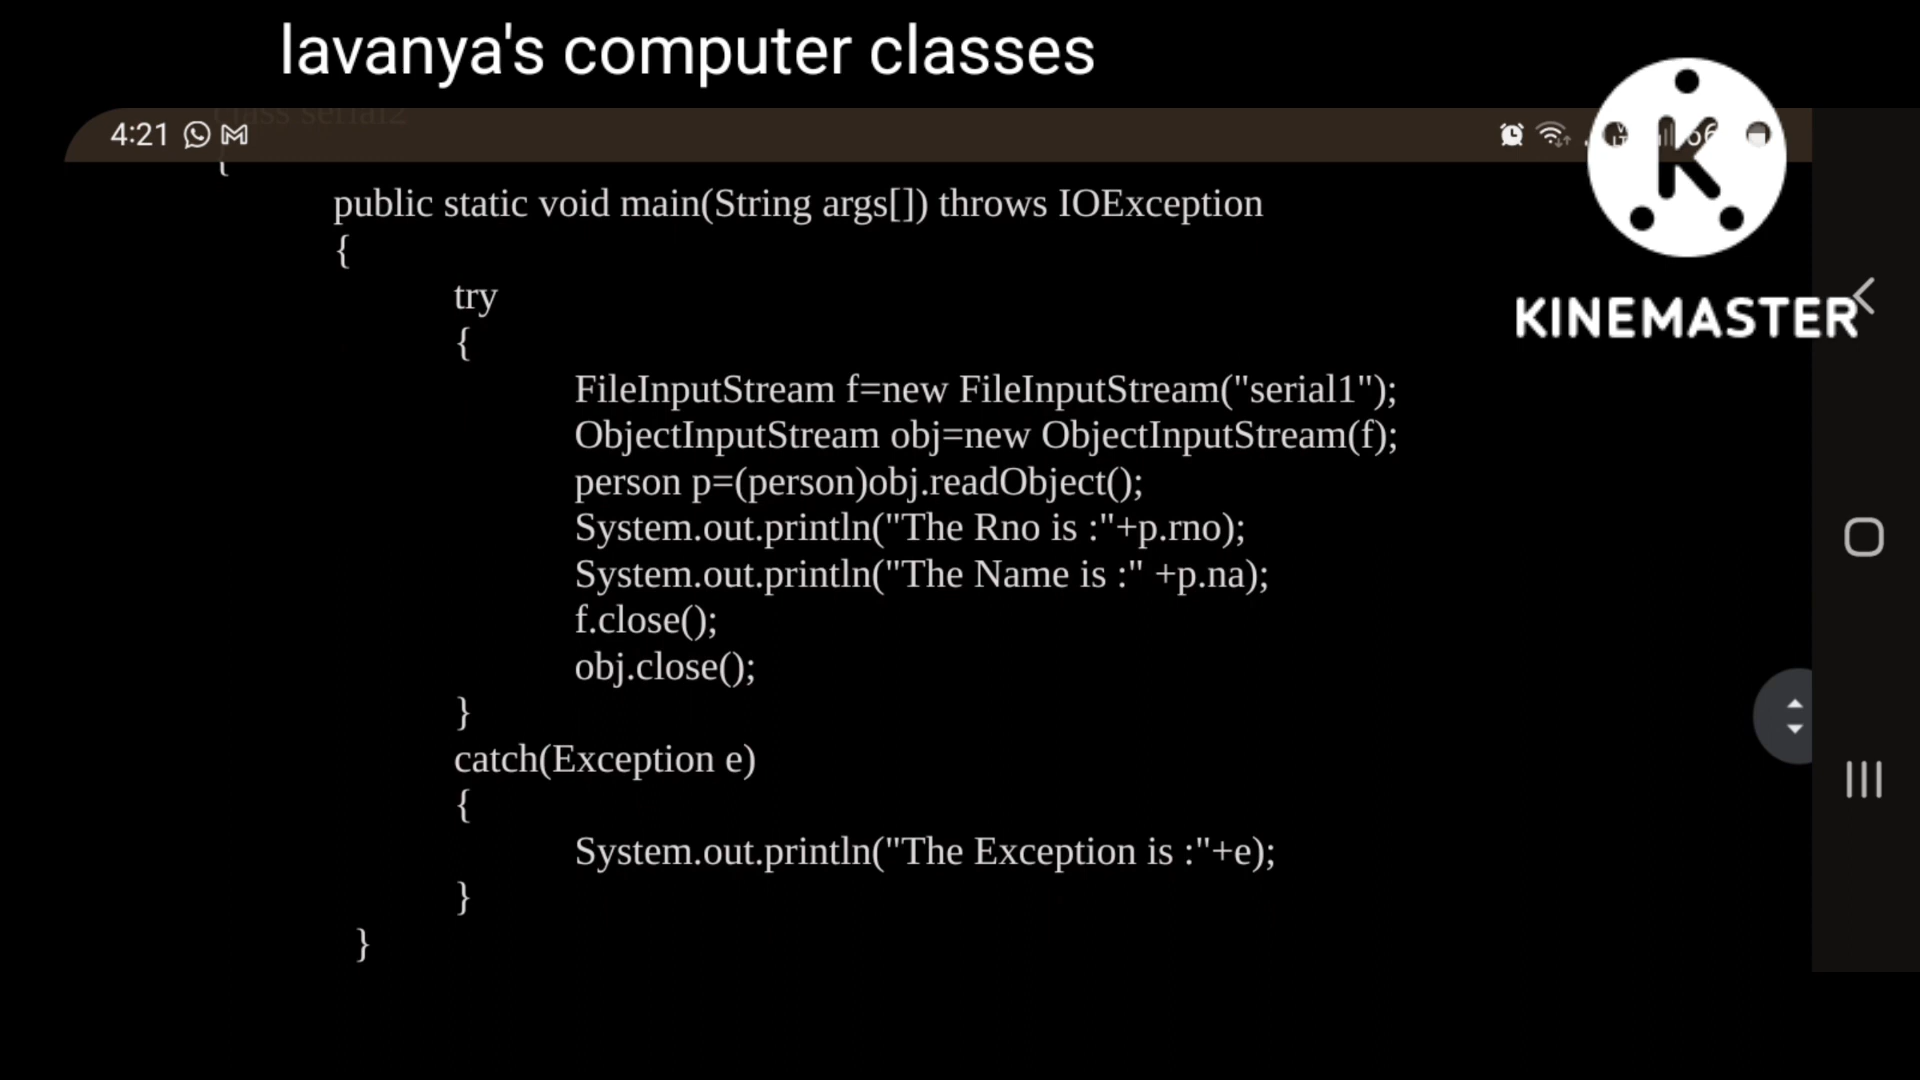 lavanya's computer classes
class serial2
4:21
{
public static void main(String args[]) throws IOException
{
try
{
FileInputStream f=new FileInputStream("serial1");
ObjectInputStream obj=new ObjectInputStream(f);
person p=(person)obj.readObject();
System.out.println("The Rno is :"+p.rno);
System.out.println("The Name is :" +p.na);
f.close();
obj.close();
}
catch(Exception e)
{
System.out.println("The Exception is :"+e);
}
}
K
KINEMASTER